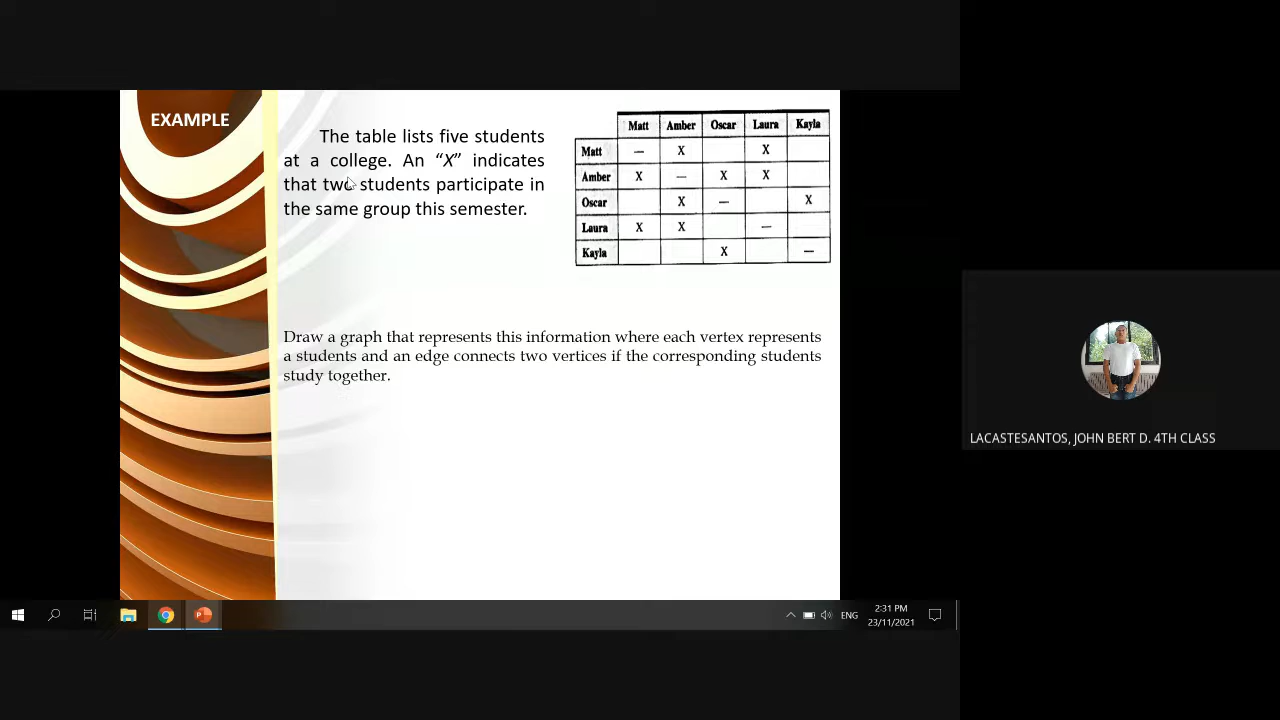 EXAMPLE
The table lists five students
at a college. An “X” indicates
that two students participate in
the same group this semester.
Matt Amber Oscar Laura Kayla
Matt — X X
Amber X — X X
Oscar X — X
Laura X X —
Kayla X —
Draw a graph that represents this information where each vertex represents
a students and an edge connects two vertices if the corresponding students
study together.
LACASTESANTOS, JOHN BERT D. 4TH CLASS
ENG
2:31 PM
23/11/2021